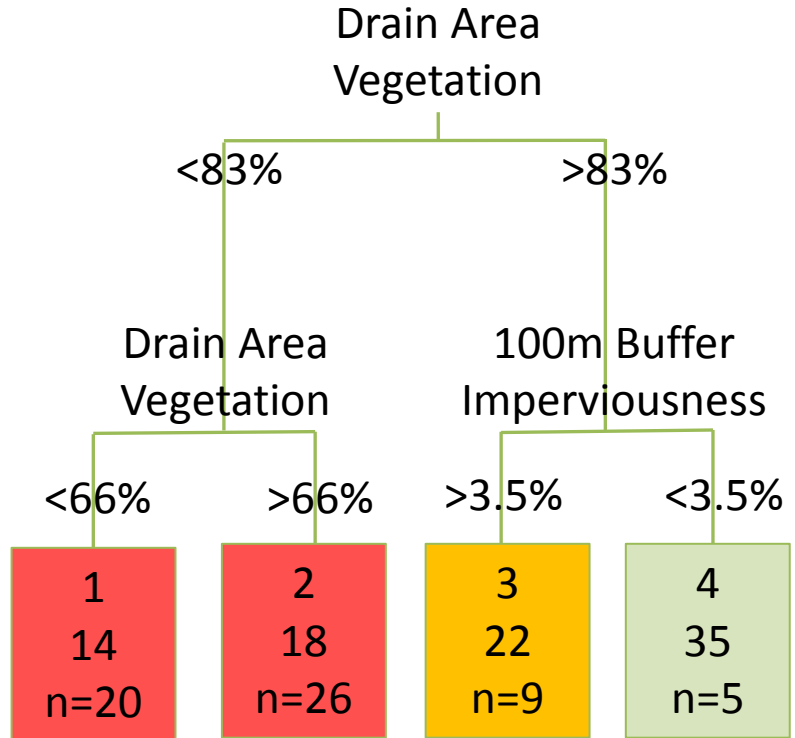 Drain Area
Vegetation
<83%
>83%
Drain Area
Vegetation
100m Buffer
Imperviousness
<66%
>66%
>3.5%
<3.5%
1
14
n=20
2
18
n=26
3
22
n=9
4
35
n=5